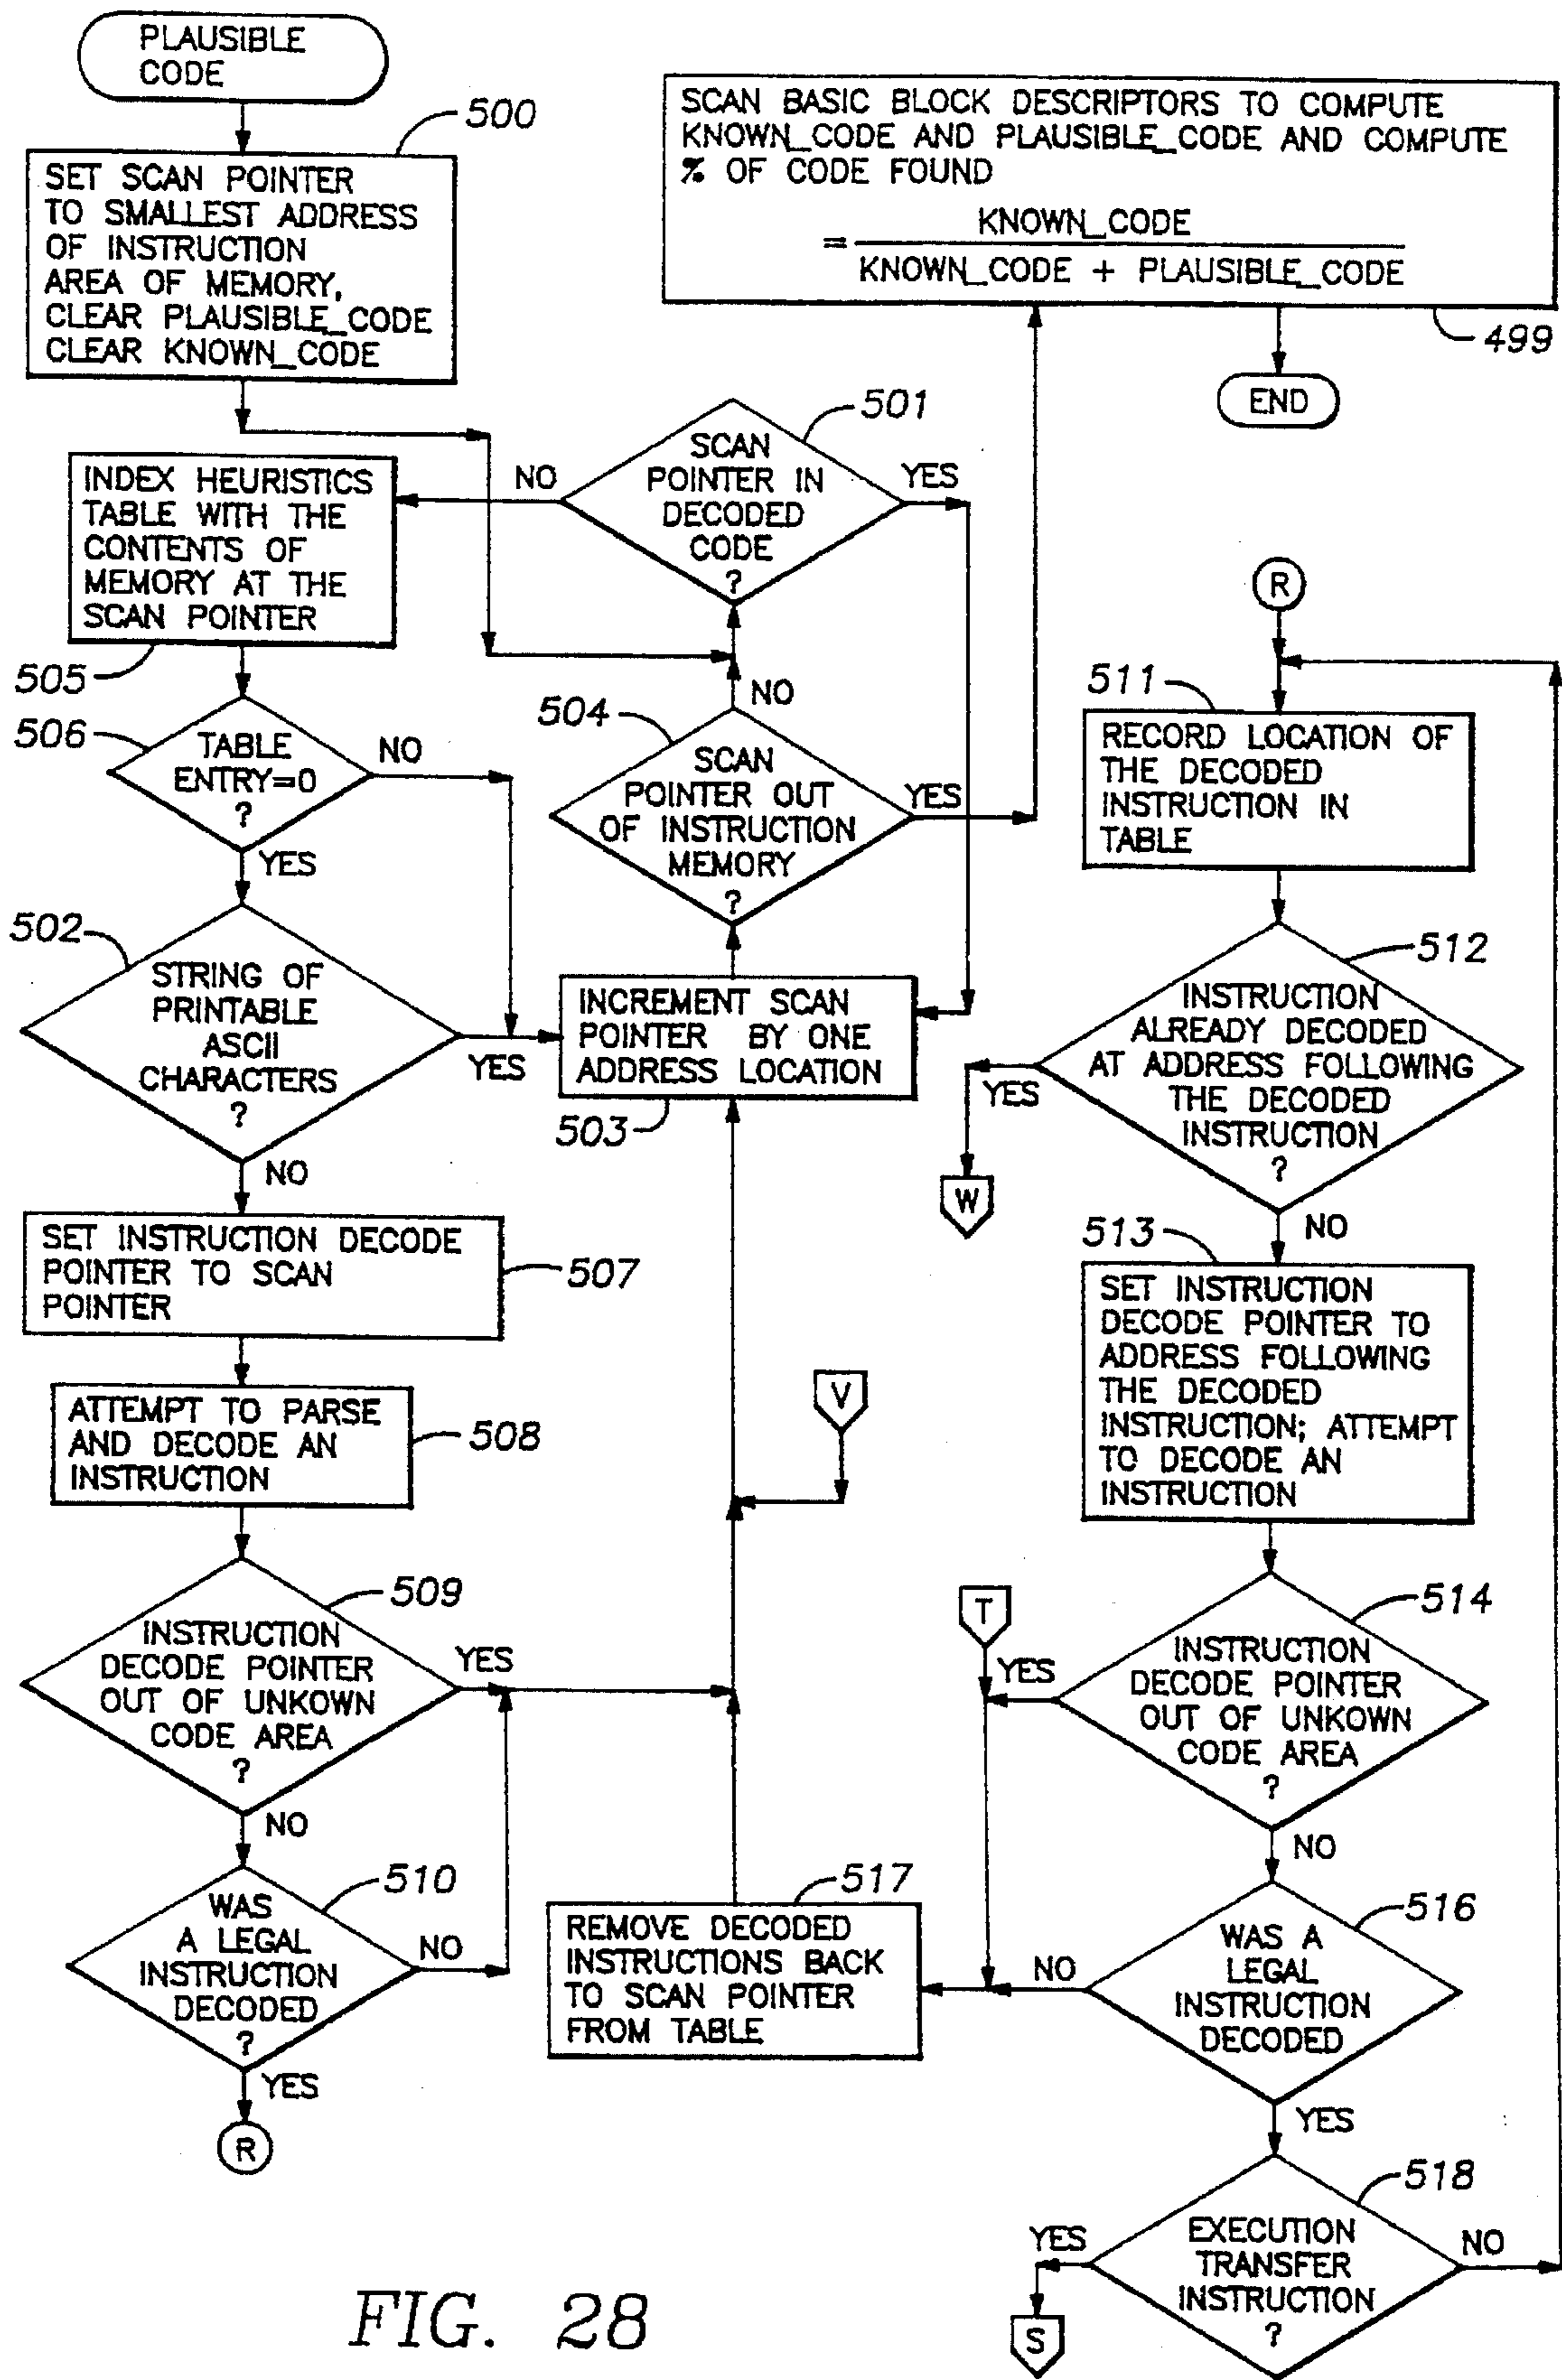 PLAUSIBLE
CODE
500
SET SCAN POINTER
TO SMALLEST ADDRESS
OF INSTRUCTION
AREA OF MEMORY,
CLEAR PLAUSIBLE_CODE
CLEAR KNOWN_CODE
SCAN BASIC BLOCK DESCRIPTORS TO COMPUTE
KNOWN_CODE AND PLAUSIBLE_CODE AND COMPUTE
% OF CODE FOUND
KNOWN_CODE
=
KNOWN_CODE + PLAUSIBLE_CODE
499
END
501
SCAN
POINTER IN
DECODED
CODE
?
NO
YES
INDEX HEURISTICS
TABLE WITH THE
CONTENTS OF
MEMORY AT THE
SCAN POINTER
505
506
TABLE
ENTRY=0
?
NO
YES
504
NO
SCAN
POINTER OUT
OF INSTRUCTION
MEMORY
?
YES
502
STRING OF
PRINTABLE
ASCII
CHARACTERS
?
YES
NO
INCREMENT SCAN
POINTER BY ONE
ADDRESS LOCATION
503
SET INSTRUCTION DECODE
POINTER TO SCAN
POINTER
507
ATTEMPT TO PARSE
AND DECODE AN
INSTRUCTION
508
V
509
INSTRUCTION
DECODE POINTER
OUT OF UNKOWN
CODE AREA
?
YES
NO
510
WAS
A LEGAL
INSTRUCTION
DECODED
?
NO
YES
R
517
REMOVE DECODED
INSTRUCTIONS BACK
TO SCAN POINTER
FROM TABLE
R
511
RECORD LOCATION OF
THE DECODED
INSTRUCTION IN
TABLE
512
INSTRUCTION
ALREADY DECODED
AT ADDRESS FOLLOWING
THE DECODED
INSTRUCTION
?
YES
W
NO
513
SET INSTRUCTION
DECODE POINTER TO
ADDRESS FOLLOWING
THE DECODED
INSTRUCTION; ATTEMPT
TO DECODE AN
INSTRUCTION
T
514
YES
INSTRUCTION
DECODE POINTER
OUT OF UNKOWN
CODE AREA
?
NO
516
NO
WAS A
LEGAL
INSTRUCTION
DECODED
YES
518
YES
EXECUTION
TRANSFER
INSTRUCTION
?
NO
S
FIG. 28